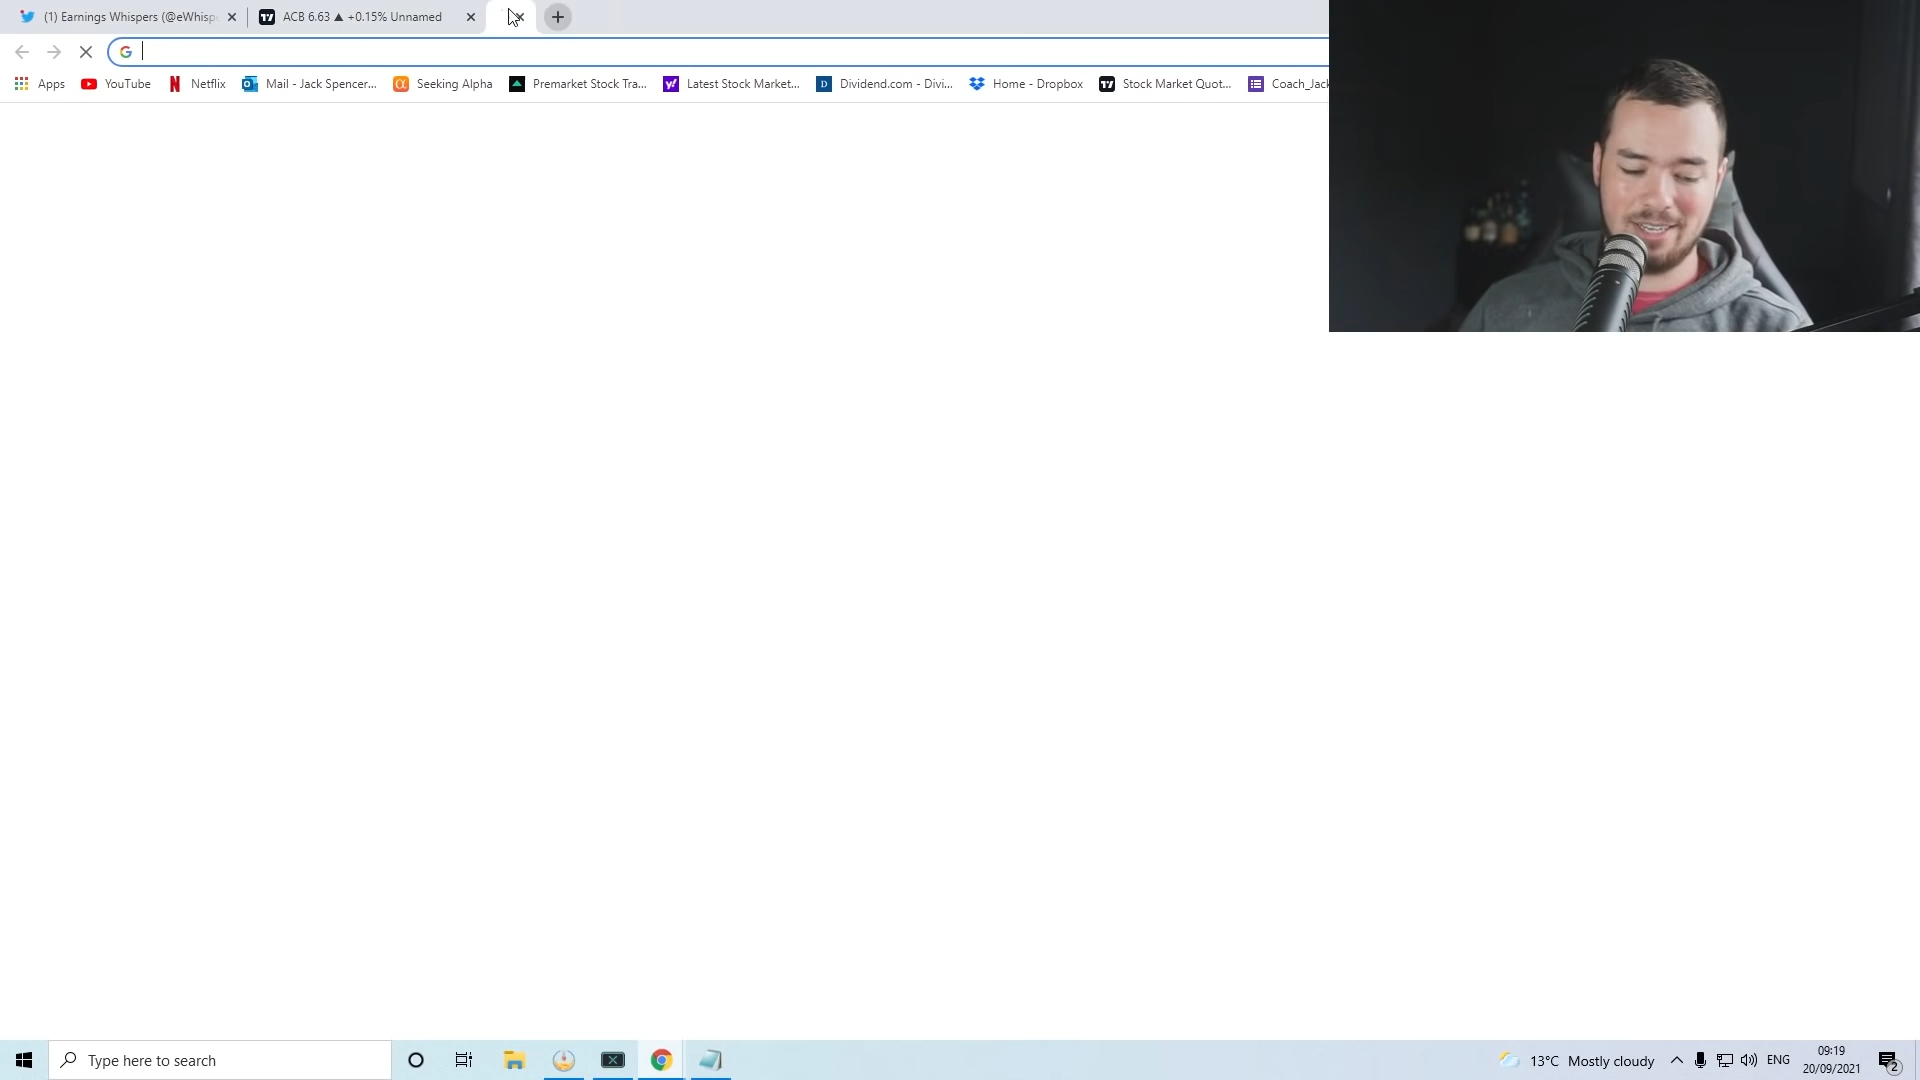 (1) Earnings Whispers (@eWhisp
ACB 6.63 ▲ +0.15% Unnamed
Apps
YouTube
Netflix
Mail - Jack Spencer...
Seeking Alpha
Premarket Stock Tra...
Latest Stock Market...
Dividend.com - Divi...
Home - Dropbox
Stock Market Quot...
Coach_Jack
Type here to search
13°C Mostly cloudy
ENG
09:19
20/09/2021
2